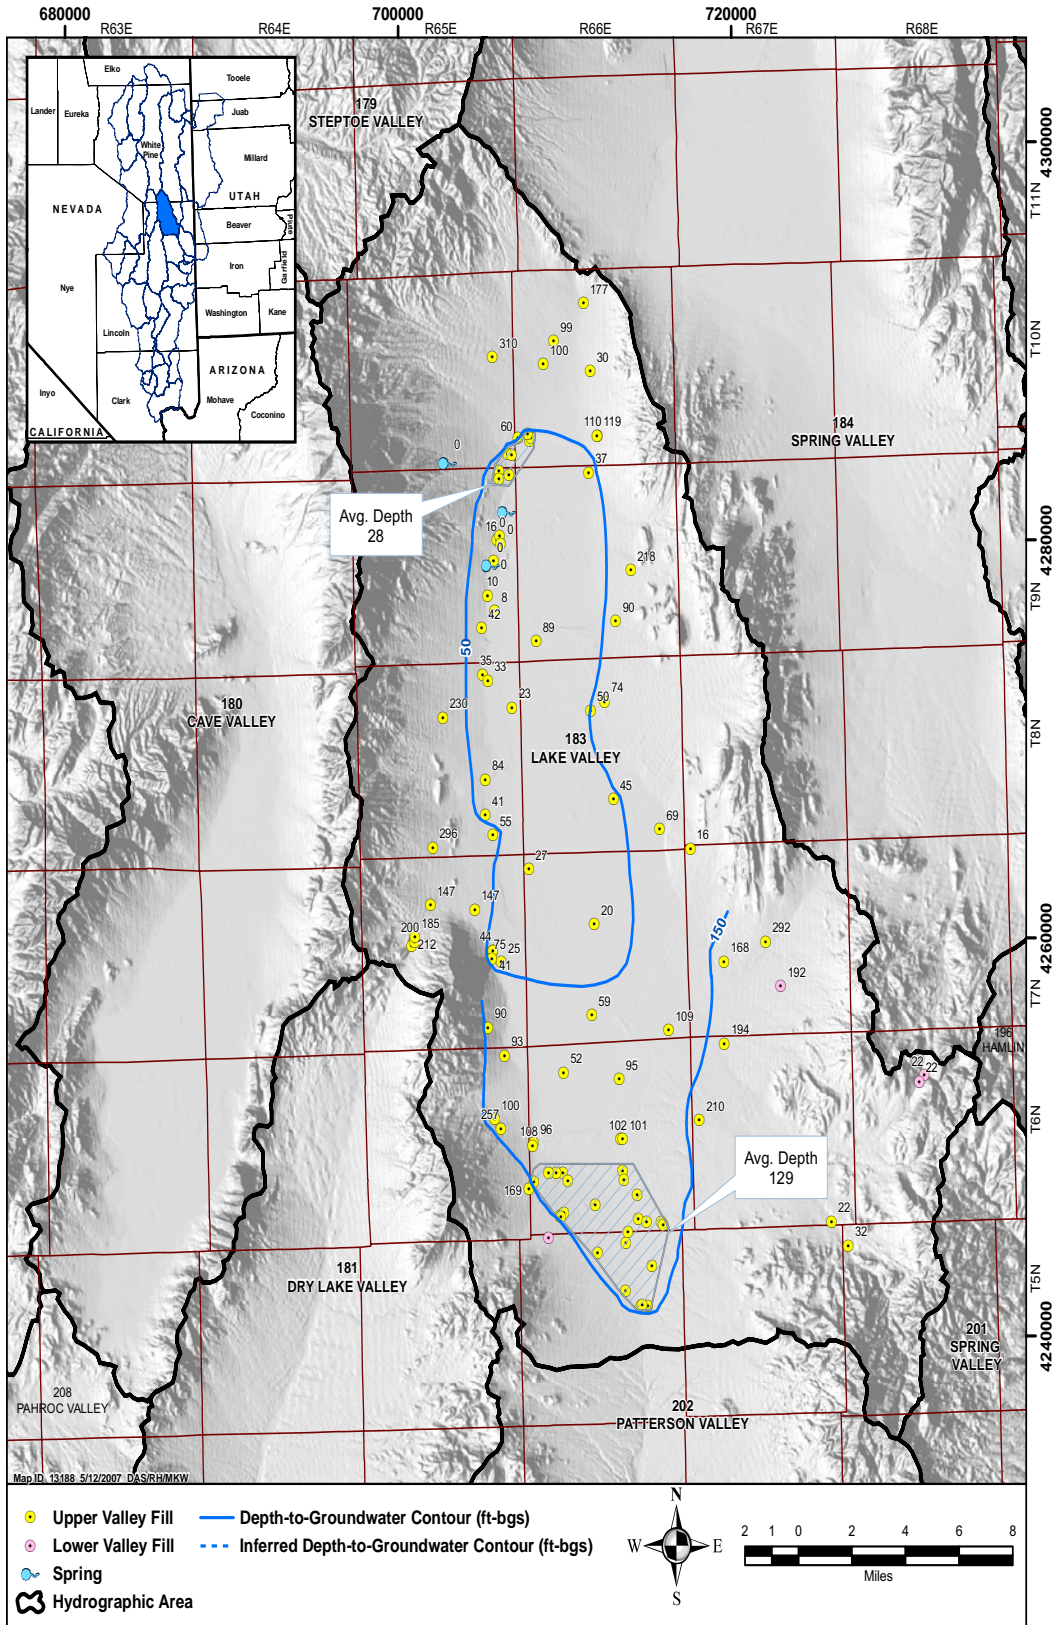 680000
700000
720000
R63E
R64E
R65E
R66E
R67E
R68E
Elko
Tooele
Lander
Eureka
Juab
White
Pine
Millard
NEVADA
UTAH
Beaver
Piute
Nye
Iron
Garfield
Lincoln
Washington
Kane
Inyo
Clark
ARIZONA
Mohave
Coconino
CALIFORNIA
179
STEPTOE VALLEY
4300000
T11N
177
99
310
100
30
T10N
184
SPRING VALLEY
60
110
119
0
37
Avg. Depth
28
0
16
0
0
0
4280000
218
10
8
T9N
42
90
89
50
35
33
180
CAVE VALLEY
23
74
50
230
183
LAKE VALLEY
T8N
84
45
41
55
69
16
296
27
147
147
20
150
185
200
212
44
75
25
41
292
168
4260000
192
T7N
90
59
109
194
93
196
HAMLIN
22
22
52
95
100
257
210
T6N
108
96
102
101
Avg. Depth
129
169
22
32
181
DRY LAKE VALLEY
T5N
201
SPRING
VALLEY
4240000
208
PAHROC VALLEY
202
PATTERSON VALLEY
Map ID 13188 5/12/2007 DAS/RH/MKW
Upper Valley Fill
Depth-to-Groundwater Contour (ft-bgs)
Lower Valley Fill
Inferred Depth-to-Groundwater Contour (ft-bgs)
Spring
Hydrographic Area
N
W
E
S
2 1 0 2 4 6 8
Miles